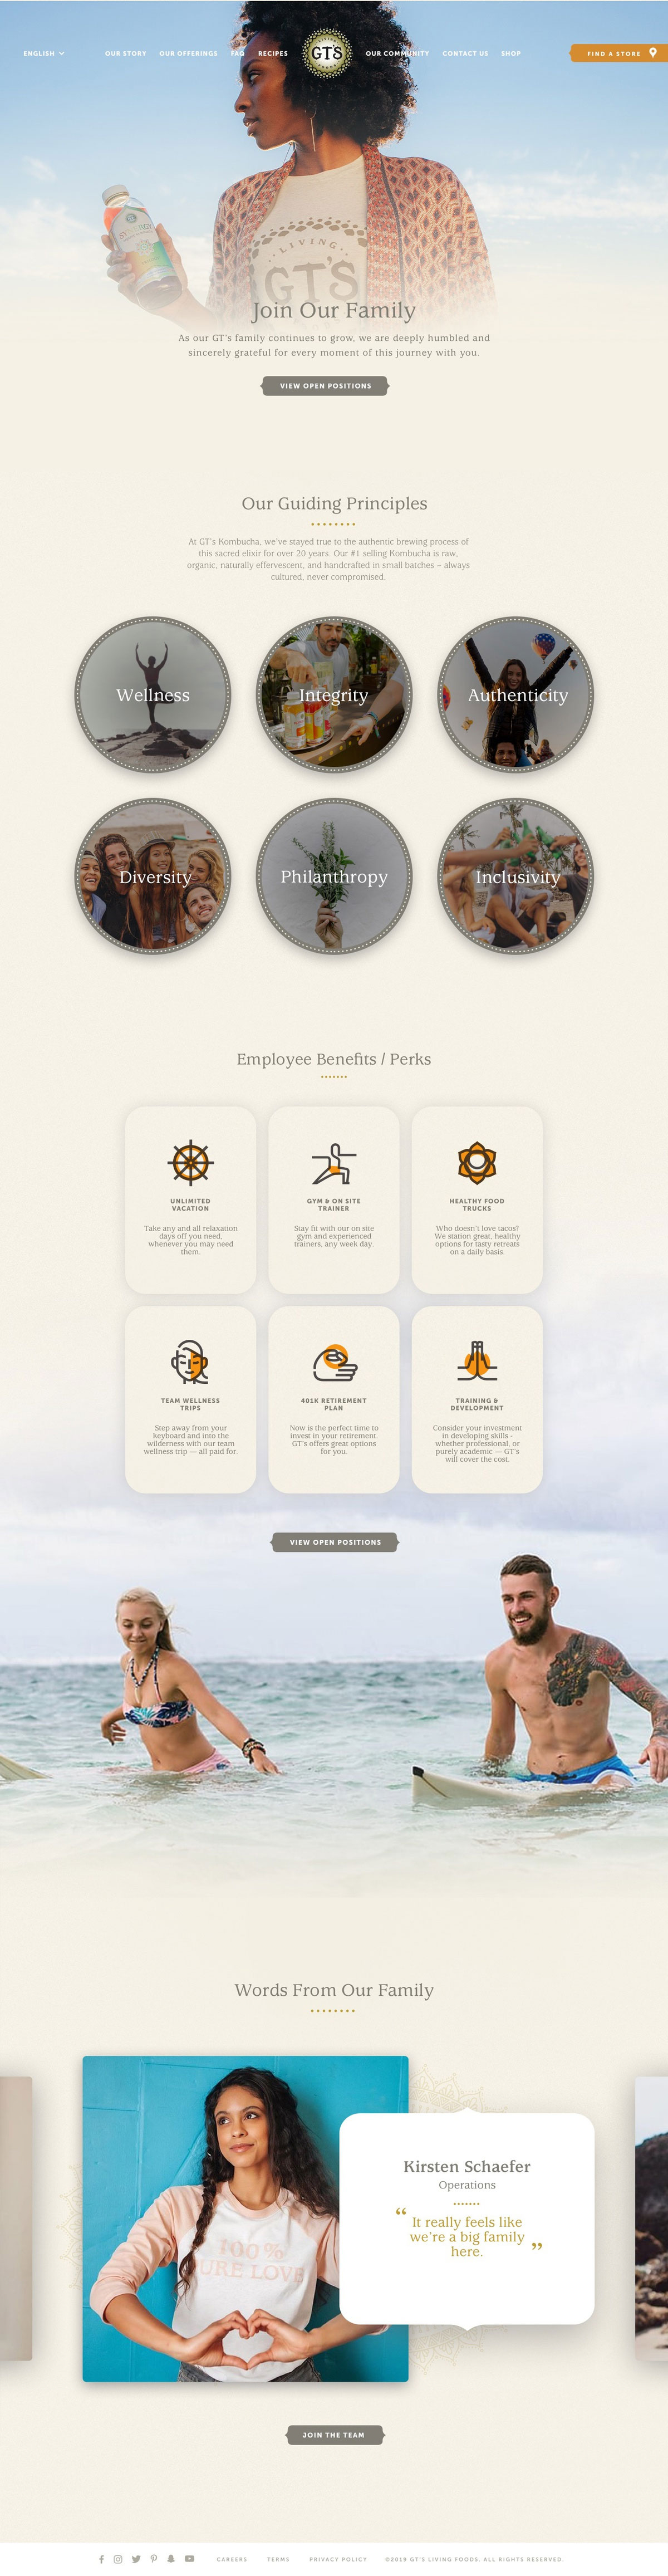 ENGLISH
OUR STORY
OUR OFFERINGS
FAQ
RECIPES
GT'S
OUR COMMUNITY
CONTACT US
SHOP
FIND A STORE
LIVING
GT'S
Join Our Family
As our GT's family continues to grow, we are deeply humbled and
sincerely grateful for every moment of this journey with you.
VIEW OPEN POSITIONS
Our Guiding Principles
At GT's Kombucha, we've stayed true to the authentic brewing process of
this sacred elixir for over 20 years. Our #1 selling Kombucha is raw,
organic, naturally effervescent, and handcrafted in small batches – always
cultured, never compromised.
Wellness
Integrity
Authenticity
Diversity
Philanthropy
Inclusivity
Employee Benefits / Perks
UNLIMITED
VACATION
Take any and all relaxation
days off you need,
whenever you may need
them.
GYM & ON SITE
TRAINER
Stay fit with our on site
gym and experienced
trainers, any week day.
HEALTHY FOOD
TRUCKS
Who doesn't love tacos?
We station great, healthy
options for tasty retreats
on a daily basis.
TEAM WELLNESS
TRIPS
Step away from your
keyboard and into the
wilderness with our team
wellness trip — all paid for.
401K RETIREMENT
PLAN
Now is the perfect time to
invest in your retirement.
GT's offers great options
for you.
TRAINING &
DEVELOPMENT
Consider your investment
in developing skills -
whether professional, or
purely academic — GT's
will cover the cost.
VIEW OPEN POSITIONS
Words From Our Family
100%
PURE LOVE
Kirsten Schaefer
Operations
“ It really feels like
we're a big family
here. ”
JOIN THE TEAM
CAREERS
TERMS
PRIVACY POLICY
©2019 GT'S LIVING FOODS. ALL RIGHTS RESERVED.